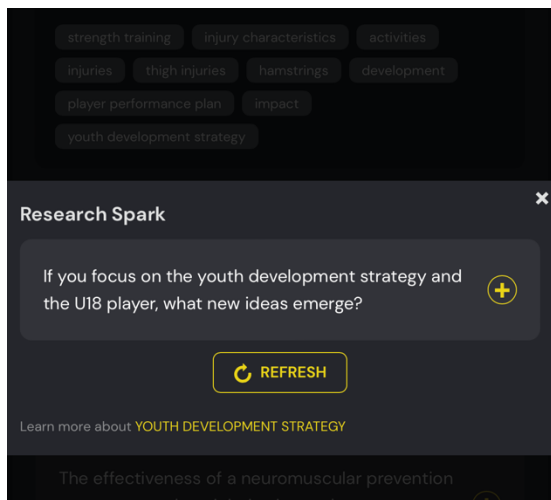 strength training injury characteristics activities
injuries thigh injuries hamstrings development
player performance plan impact
youth development strategy
Research Spark
If you focus on the youth development strategy and
the U18 player, what new ideas emerge?
REFRESH
Learn more about YOUTH DEVELOPMENT STRATEGY
The effectiveness of a neuromuscular prevention